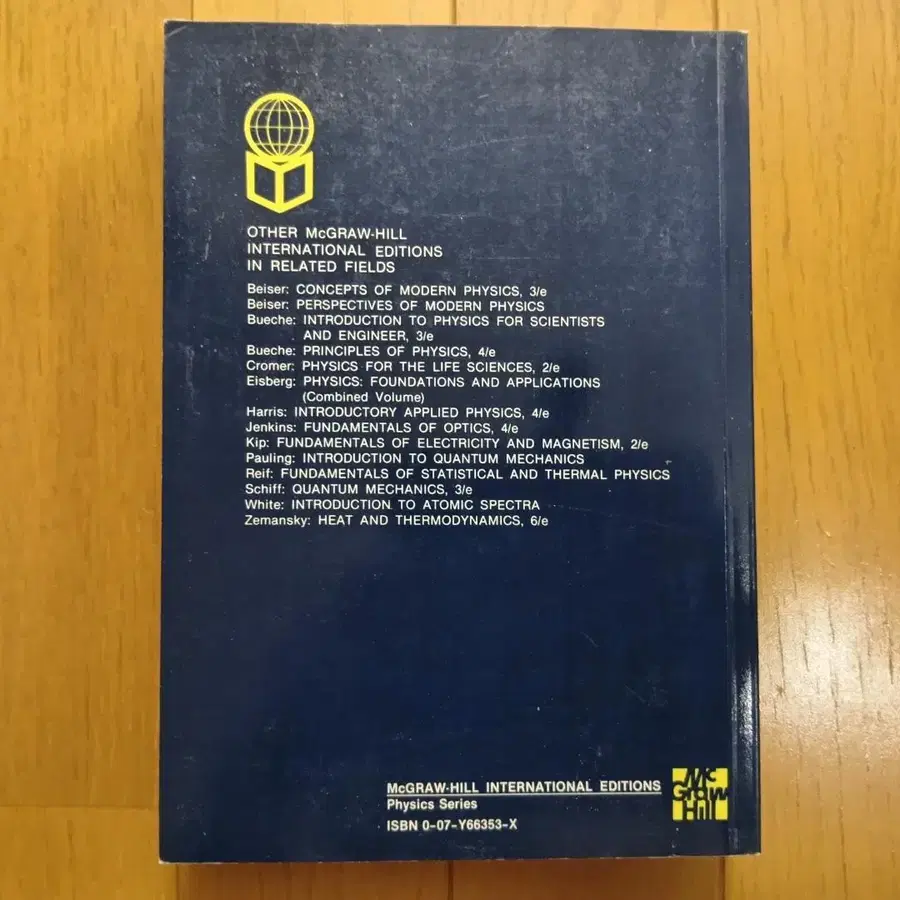 OTHER McGRAW-HILL
INTERNATIONAL EDITIONS
IN RELATED FIELDS
Beiser: CONCEPTS OF MODERN PHYSICS, 3/e
Beiser: PERSPECTIVES OF MODERN PHYSICS
Bueche: INTRODUCTION TO PHYSICS FOR SCIENTISTS
AND ENGINEER, 3/e
Bueche: PRINCIPLES OF PHYSICS, 4/e
Cromer: PHYSICS FOR THE LIFE SCIENCES, 2/e
Eisberg: PHYSICS: FOUNDATIONS AND APPLICATIONS
(Combined Volume)
Harris: INTRODUCTORY APPLIED PHYSICS, 4/e
Jenkins: FUNDAMENTALS OF OPTICS, 4/e
Kip: FUNDAMENTALS OF ELECTRICITY AND MAGNETISM, 2/e
Pauling: INTRODUCTION TO QUANTUM MECHANICS
Reif: FUNDAMENTALS OF STATISTICAL AND THERMAL PHYSICS
Schiff: QUANTUM MECHANICS, 3/e
White: INTRODUCTION TO ATOMIC SPECTRA
Zemansky: HEAT AND THERMODYNAMICS, 6/e
McGRAW-HILL INTERNATIONAL EDITIONS
Physics Series
ISBN 0-07-Y66353-X
Mc
Graw
Hill